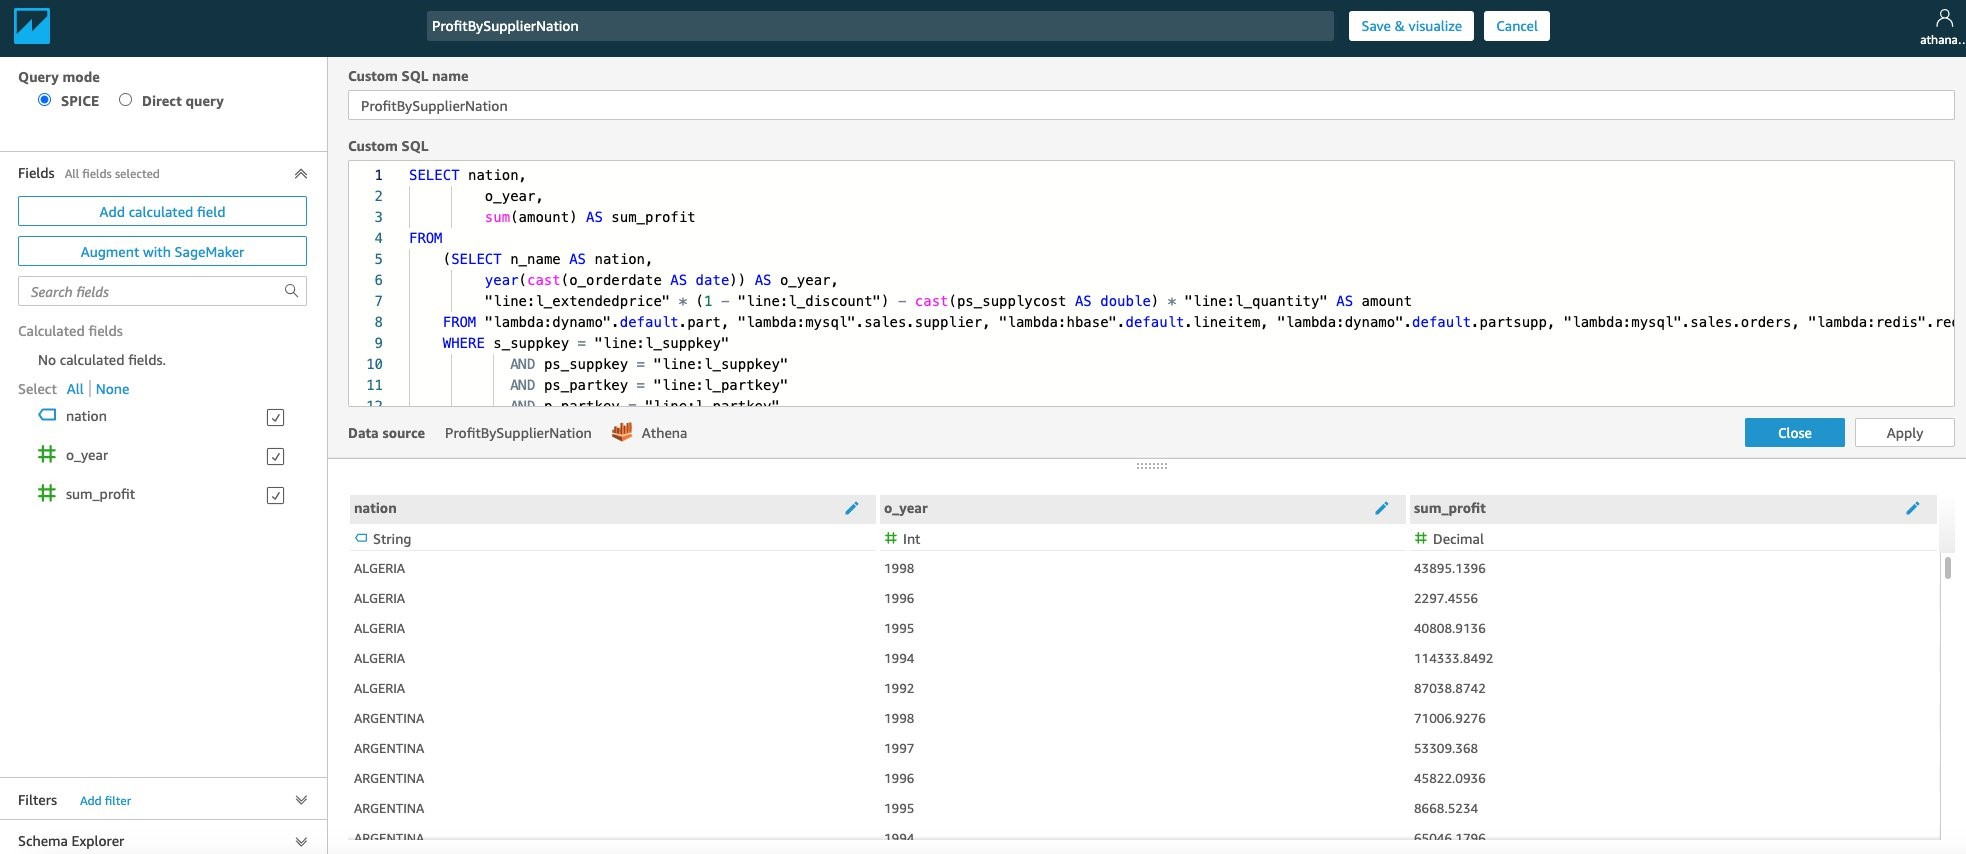 ProfitBySupplierNation
Save & visualize
Cancel
athana..
Query mode
SPICE
Direct query
Fields All fields selected
Add calculated field
Augment with SageMaker
Search fields
Calculated fields
No calculated fields.
Select All | None
nation
o_year
sum_profit
Filters Add filter
Schema Explorer
Custom SQL name
ProfitBySupplierNation
Custom SQL
1 SELECT nation,
2 o_year,
3 sum(amount) AS sum_profit
4 FROM
5 (SELECT n_name AS nation,
6 year(cast(o_orderdate AS date)) AS o_year,
7 "line:l_extendedprice" * (1 - "line:l_discount") - cast(ps_supplycost AS double) * "line:l_quantity" AS amount
8 FROM "lambda:dynamo".default.part, "lambda:mysql".sales.supplier, "lambda:hbase".default.lineitem, "lambda:dynamo".default.partsupp, "lambda:mysql".sales.orders, "lambda:redis".re
9 WHERE s_suppkey = "line:l_suppkey"
10 AND ps_suppkey = "line:l_suppkey"
11 AND ps_partkey = "line:l_partkey"
12 AND p_partkey = "line:l_partkey"
Data source ProfitBySupplierNation Athena
Close
Apply
nation o_year sum_profit
String Int Decimal
ALGERIA 1998 43895.1396
ALGERIA 1996 2297.4556
ALGERIA 1995 40808.9136
ALGERIA 1994 114333.8492
ALGERIA 1992 87038.8742
ARGENTINA 1998 71006.9276
ARGENTINA 1997 53309.368
ARGENTINA 1996 45822.0936
ARGENTINA 1995 8668.5234
ARGENTINA 1994 65046.1796